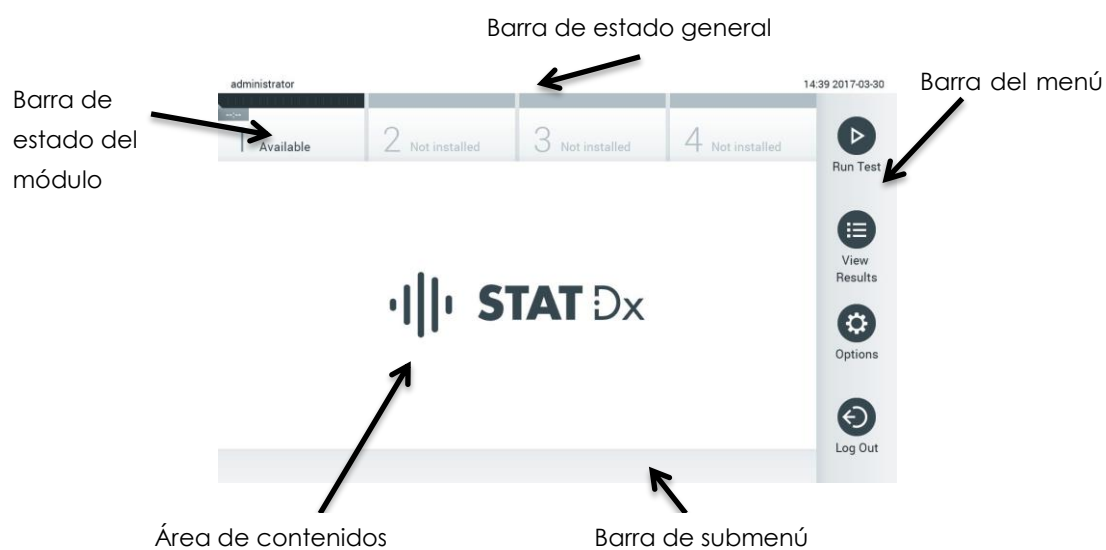 Barra de estado general
administrator
14:39 2017-03-30
Barra del menú
Barra de
estado del
módulo
--:--
1 Available
2 Not installed
3 Not installed
4 Not installed
Run Test
View
Results
STAT Dx
Options
Log Out
Área de contenidos
Barra de submenú